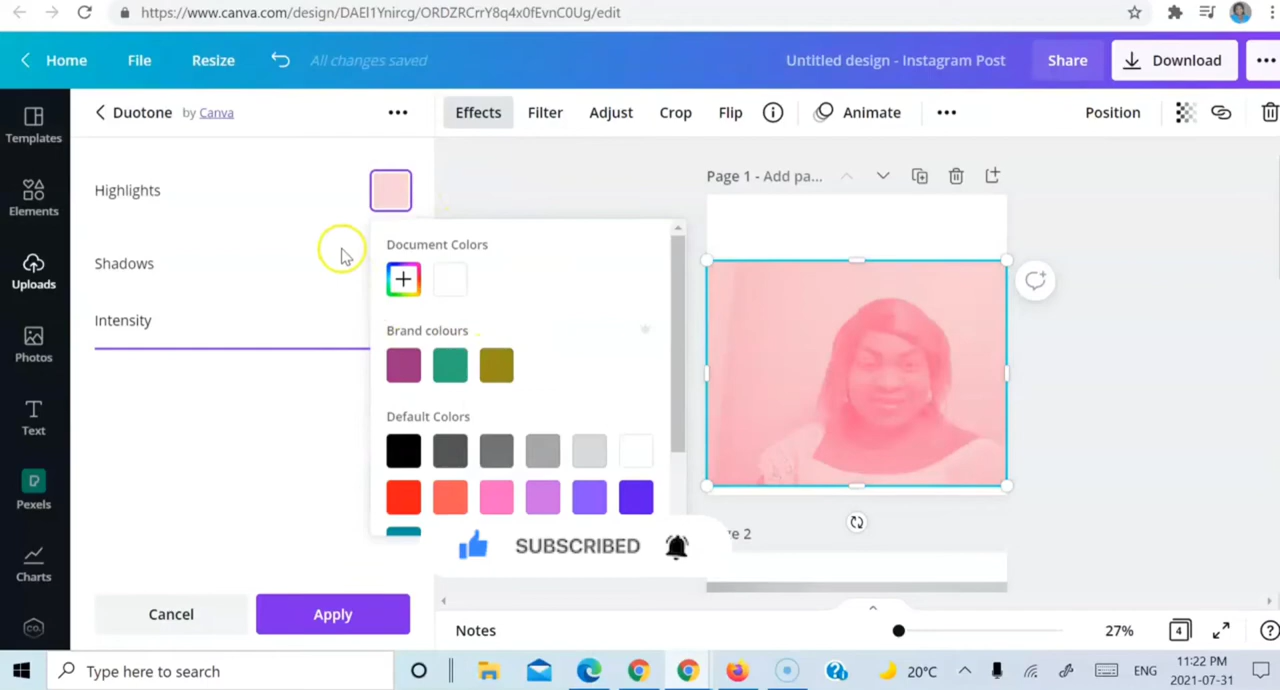 https://www.canva.com/design/DAEl1Ynircg/ORDZRCrrY8q4x0fEvnC0Ug/edit
Home
File
Resize
All changes saved
Untitled design - Instagram Post
Share
Download
Templates
Elements
Uploads
Photos
Text
Pexels
Charts
co.
Duotone by Canva
Highlights
Shadows
Intensity
Cancel
Apply
Effects
Filter
Adjust
Crop
Flip
Animate
Position
Document Colors
Brand colours
Default Colors
Page 1 - Add pa...
ge 2
SUBSCRIBED
Notes
27%
4
Type here to search
20°C
ENG
11:22 PM
2021-07-31